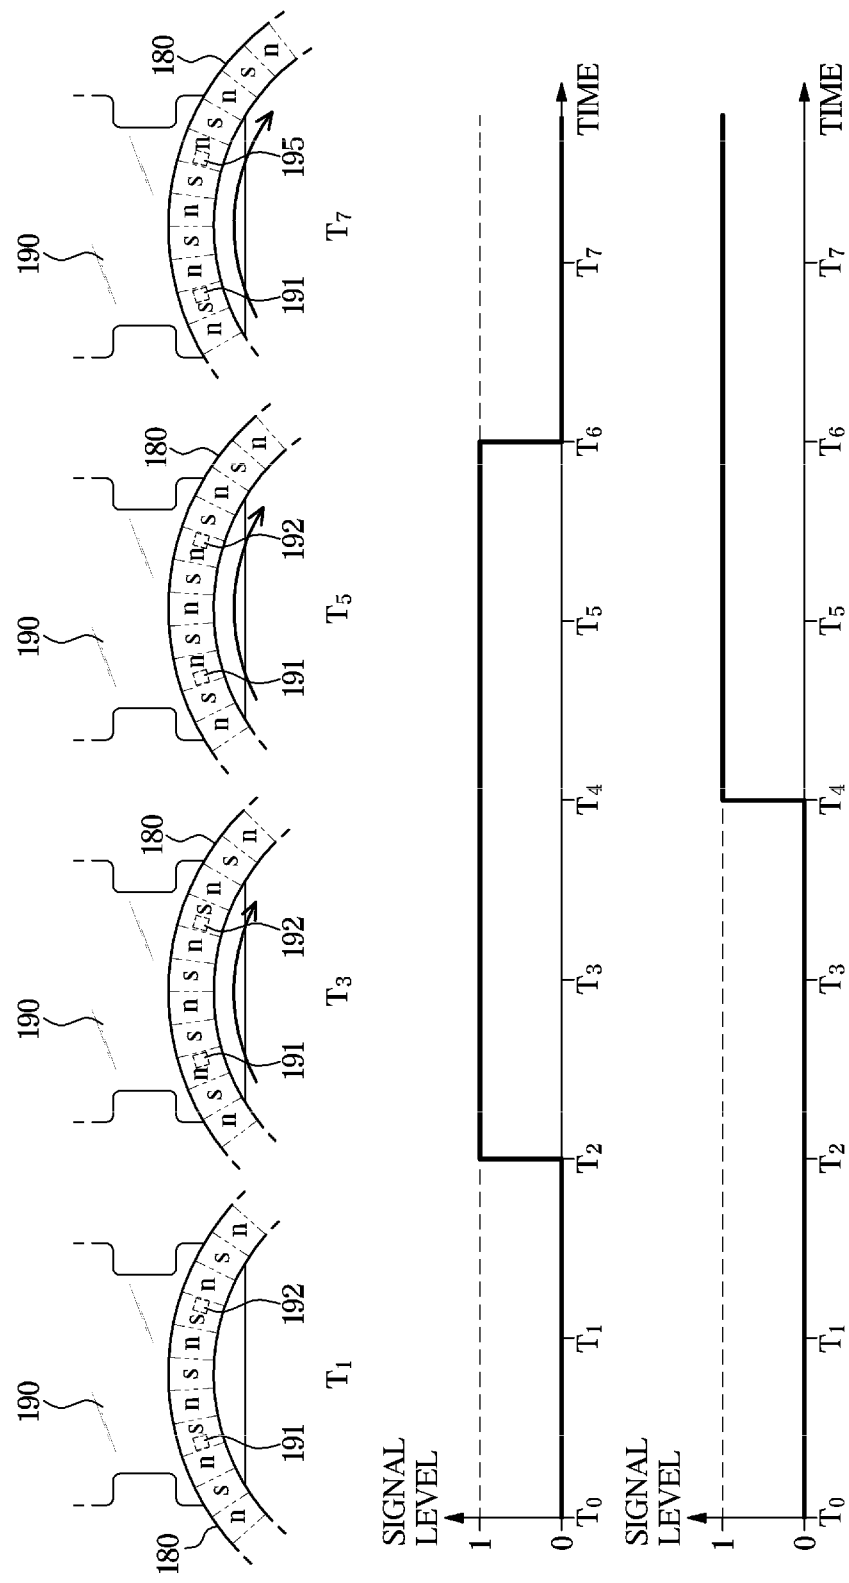 190
180
n s n s n s n s n s n
191
192
T1
190
180
n s n s n s n s n s n
191
192
T3
190
180
n s n s n s n s n s n
191
192
T5
190
180
n s n s n s n s n s n
191
195
T7
SIGNAL
LEVEL
1
0
T0 T1 T2 T3 T4 T5 T6 T7 TIME
SIGNAL
LEVEL
1
0
T0 T1 T2 T3 T4 T5 T6 T7 TIME